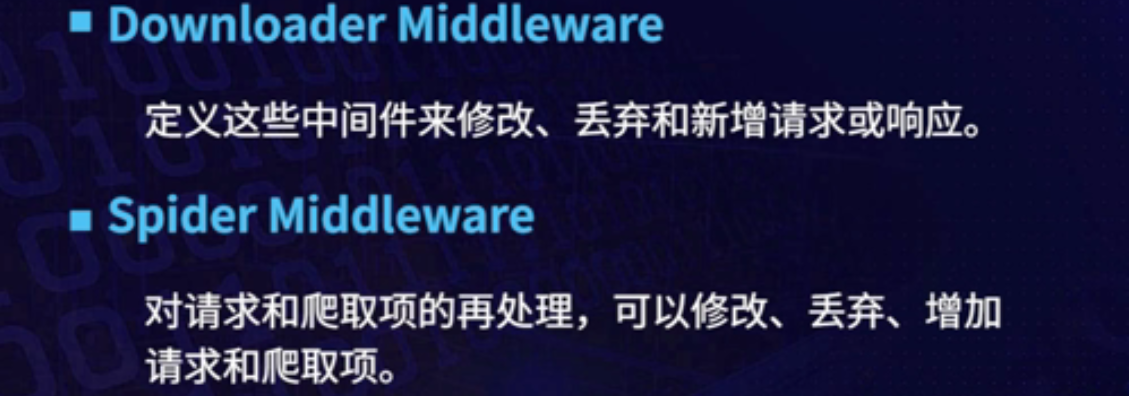 Downloader Middleware
定义这些中间件来修改、丢弃和新增请求或响应。
Spider Middleware
对请求和爬取项的再处理，可以修改、丢弃、增加
请求和爬取项。